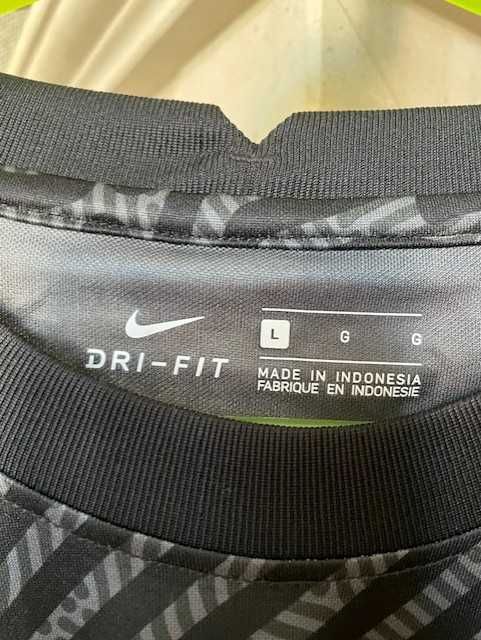 DRI-FIT
L G G
MADE IN INDONESIA
FABRIQUE EN INDONESIE